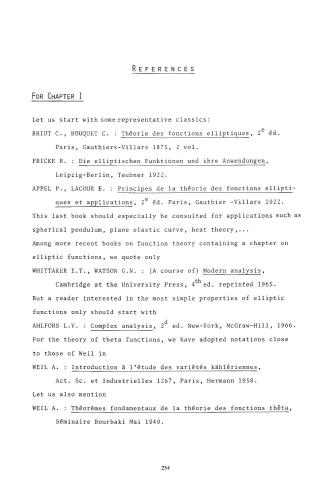 REFERENCES
FOR CHAPTER I
Let us start with some representative classics:
BRIOT C., BOUQUET C. : Théorie des fonctions elliptiques, 2e éd.
Paris, Gauthiers-Villars 1875, 2 vol.
FRICKE R. : Die elliptischen Funktionen und ihre Anwendungen,
Leipzig-Berlin, Teubner 1922.
APPEL P., LACOUR E. : Principes de la théorie des fonctions ellipti-
ques et applications, 2e éd. Paris, Gauthier -Villars 1922.
This last book should especially be consulted for applications such as
spherical pendulum, plane elastic curve, heat theory,...
Among more recent books on function theory containing a chapter on
elliptic functions, we quote only
WHITTAKER E.T., WATSON G.N. : (A course of) Modern analysis,
Cambridge at the University Press, 4th ed. reprinted 1965.
But a reader interested in the most simple properties of elliptic
functions only should start with
AHLFORS L.V. : Complex analysis, 2d ed. New-York, McGraw-Hill, 1966.
For the theory of theta functions, we have adopted notations close
to those of Weil in
WEIL A. : Introduction à l'étude des variétés kählériennes,
Act. Sc. et Industrielles 1267, Paris, Hermann 1958.
Let us also mention
WEIL A. : Théorèmes fondamentaux de la théorie des fonctions thêta,
Séminaire Bourbaki Mai 1949.
254